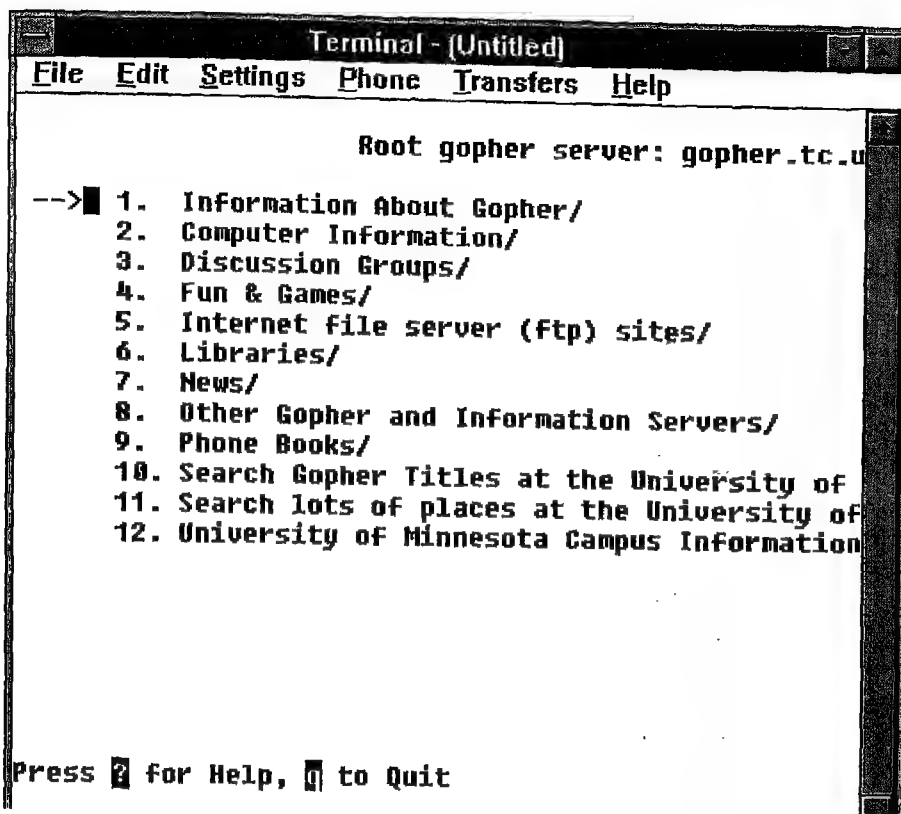 Terminal - (Untitled)
File Edit Settings Phone Transfers Help
Root gopher server: gopher.tc.u
--> 1. Information About Gopher/
2. Computer Information/
3. Discussion Groups/
4. Fun & Games/
5. Internet file server (ftp) sites/
6. Libraries/
7. News/
8. Other Gopher and Information Servers/
9. Phone Books/
10. Search Gopher Titles at the University of
11. Search lots of places at the University of
12. University of Minnesota Campus Information
Press ? for Help, q to Quit